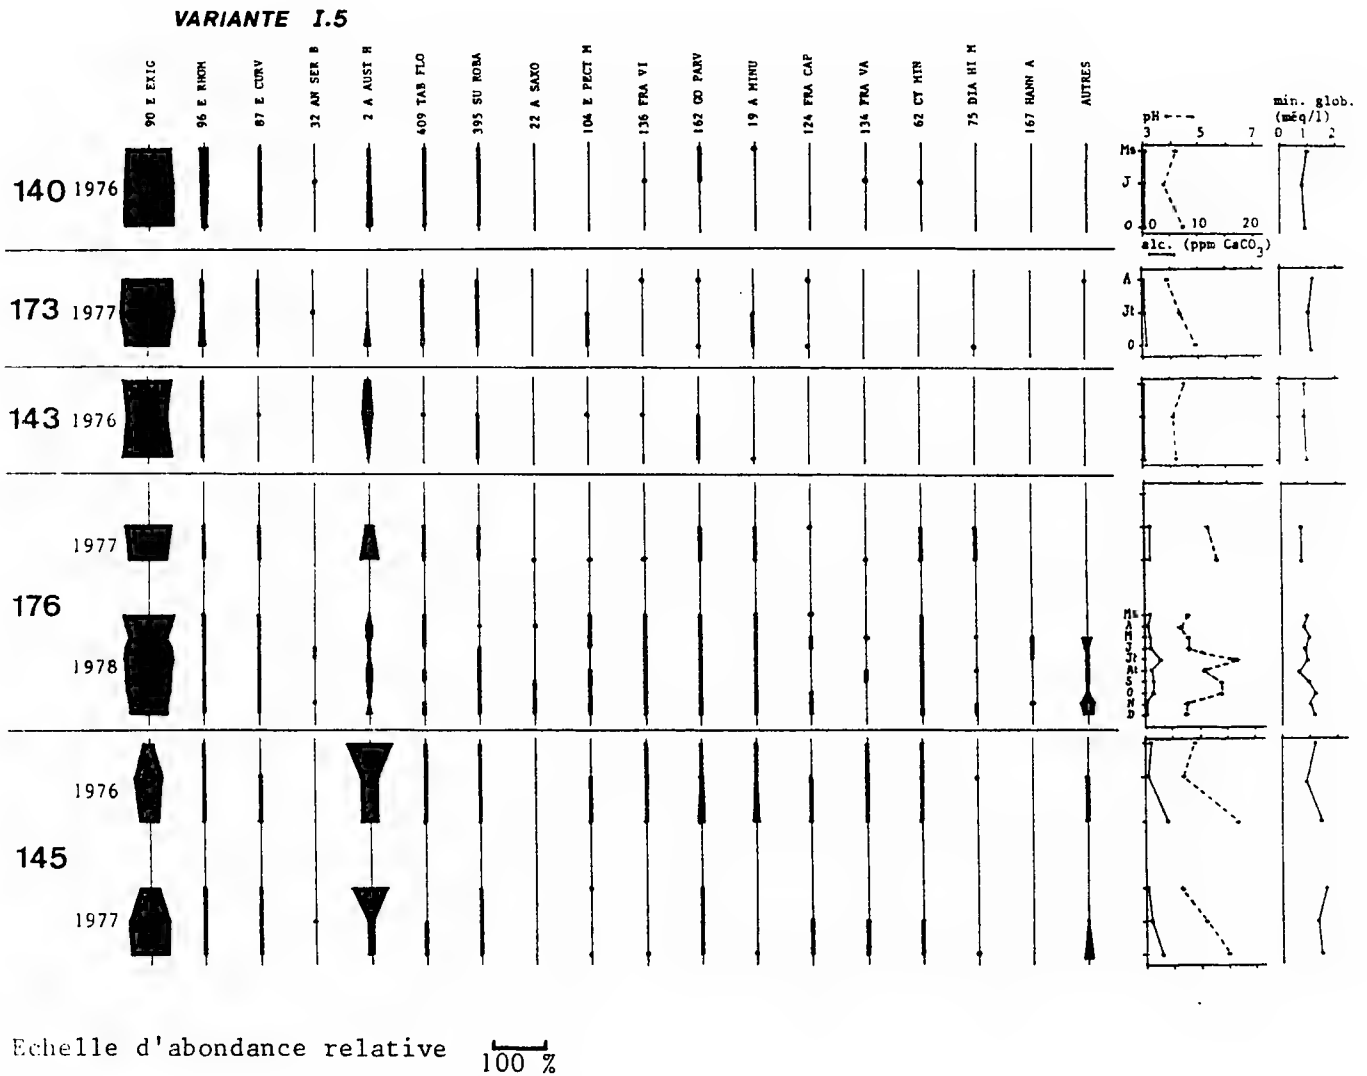 VARIANTE I.5
90 E EXIG
96 E RHOM
87 E CURV
32 AN SER B
2 A AUST H
409 TAB FLO
395 SU ROBA
22 A SAXO
104 E PECT M
136 FRA VI
162 GO PARV
19 A MINU
124 FRA CAP
134 FRA VA
62 CY MIN
75 DIA HI M
167 HANN A
AUTRES
pH
3 5 7
min. glob.
(méq/l)
0 1 2
140 1976
Ms
J
O
0 10 20
alc. (ppm CaCO3)
173 1977
A
Jt
O
143 1976
176
1977
1978
Ms
A
M
J
Jt
At
S
O
N
D
145
1976
1977
Echelle d'abondance relative 100 %